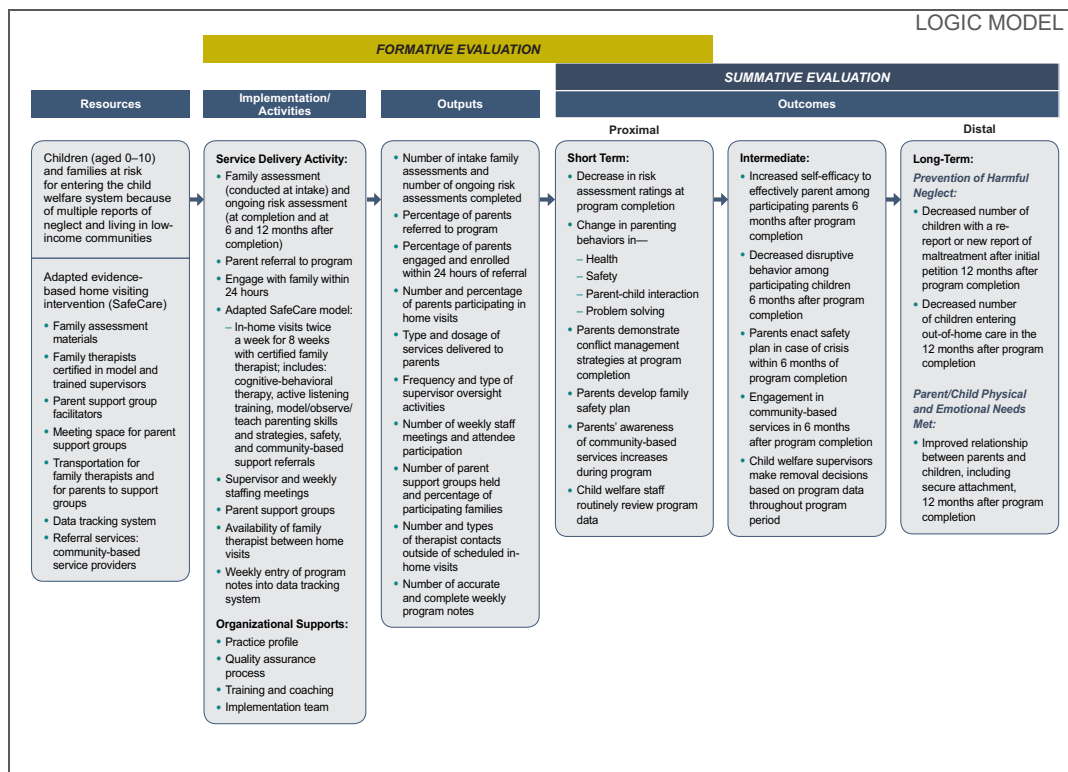 LOGIC MODEL
FORMATIVE EVALUATION
SUMMATIVE EVALUATION
Resources
Implementation/
Activities
Outputs
Outcomes
Proximal
Distal
Children (aged 0–10)
and families at risk
for entering the child
welfare system because
of multiple reports of
neglect and living in low-
income communities
Adapted evidence-
based home visiting
intervention (SafeCare)
• Family assessment
materials
• Family therapists
certified in model and
trained supervisors
• Parent support group
facilitators
• Meeting space for parent
support groups
• Transportation for
family therapists and
for parents to support
groups
• Data tracking system
• Referral services:
community-based
service providers
Service Delivery Activity:
• Family assessment
(conducted at intake) and
ongoing risk assessment
(at completion and at
6 and 12 months after
completion)
• Parent referral to program
• Engage with family within
24 hours
• Adapted SafeCare model:
– In-home visits twice
a week for 8 weeks
with certified family
therapist; includes:
cognitive-behavioral
therapy, active listening
training, model/observe/
teach parenting skills
and strategies, safety,
and community-based
support referrals
• Supervisor and weekly
staffing meetings
• Parent support groups
• Availability of family
therapist between home
visits
• Weekly entry of program
notes into data tracking
system
Organizational Supports:
• Practice profile
• Quality assurance
process
• Training and coaching
• Implementation team
• Number of intake family
assessments and
number of ongoing risk
assessments completed
• Percentage of parents
referred to program
• Percentage of parents
engaged and enrolled
within 24 hours of referral
• Number and percentage
of parents participating in
home visits
• Type and dosage of
services delivered to
parents
• Frequency and type of
supervisor oversight
activities
• Number of weekly staff
meetings and attendee
participation
• Number of parent
support groups held
and percentage of
participating families
• Number and types
of therapist contacts
outside of scheduled in-
home visits
• Number of accurate
and complete weekly
program notes
Short Term:
• Decrease in risk
assessment ratings at
program completion
• Change in parenting
behaviors in—
– Health
– Safety
– Parent-child interaction
– Problem solving
• Parents demonstrate
conflict management
strategies at program
completion
• Parents develop family
safety plan
• Parents' awareness
of community-based
services increases
during program
• Child welfare staff
routinely review program
data
Intermediate:
• Increased self-efficacy to
effectively parent among
participating parents 6
months after program
completion
• Decreased disruptive
behavior among
participating children
6 months after program
completion
• Parents enact safety
plan in case of crisis
within 6 months of
program completion
• Engagement in
community-based
services in 6 months
after program completion
• Child welfare supervisors
make removal decisions
based on program data
throughout program
period
Long-Term:
Prevention of Harmful
Neglect:
• Decreased number of
children with a re-
report or new report of
maltreatment after initial
petition 12 months after
program completion
• Decreased number
of children entering
out-of-home care in the
12 months after program
completion
Parent/Child Physical
and Emotional Needs
Met:
• Improved relationship
between parents and
children, including
secure attachment,
12 months after program
completion